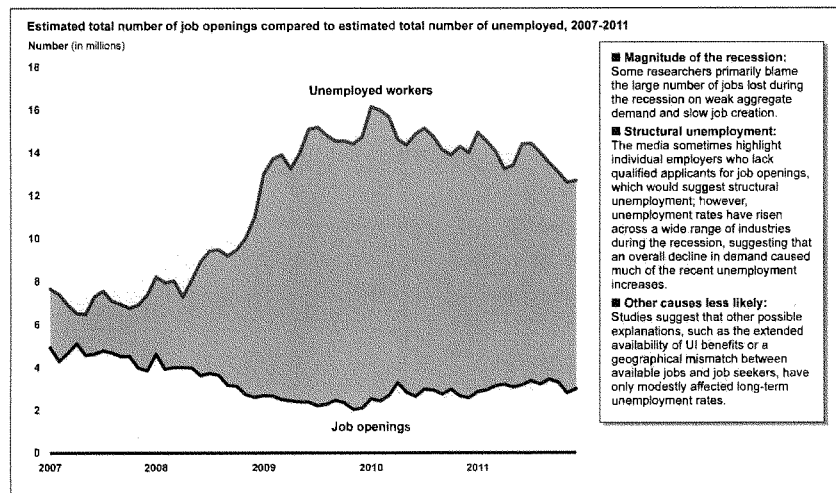 Estimated total number of job openings compared to estimated total number of unemployed, 2007-2011
Number (in millions)
18
16
14
12
10
8
6
4
2
0
Unemployed workers
Job openings
2007
2008
2009
2010
2011
■ Magnitude of the recession:
Some researchers primarily blame
the large number of jobs lost during
the recession on weak aggregate
demand and slow job creation.
■ Structural unemployment:
The media sometimes highlight
individual employers who lack
qualified applicants for job openings,
which would suggest structural
unemployment; however,
unemployment rates have risen
across a wide range of industries
during the recession, suggesting that
an overall decline in demand caused
much of the recent unemployment
increases.
■ Other causes less likely:
Studies suggest that other possible
explanations, such as the extended
availability of UI benefits or a
geographical mismatch between
available jobs and job seekers, have
only modestly affected long-term
unemployment rates.